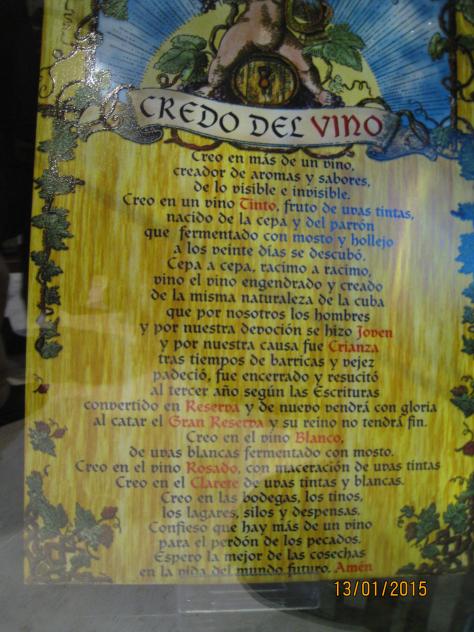 8
CREDO DEL VINO
Creo en más de un vino,
creador de aromas y sabores,
de lo visible e invisible.
Creo en un vino Tinto, fruto de uvas tintas,
nacido de la cepa y del parrón
que fermentado con mosto y hollejo
a los veinte días se descubó.
Cepa a cepa, racimo a racimo,
vino el vino engendrado y creado
de la misma naturaleza de la cuba
que por nosotros los hombres
y por nuestra devoción se hizo Joven
y por nuestra causa fue Crianza
tras tiempos de barricas y vejez
padeció, fue encerrado y resucitó
al tercer año según las Escrituras
convertido en Reserva y de nuevo vendrá con gloria
al catar el Gran Reserva y su reino no tendrá fin.
Creo en el vino Blanco,
de uvas blancas fermentado con mosto.
Creo en el vino Rosado, con maceración de uvas tintas
Creo en el Clarete de uvas tintas y blancas.
Creo en las bodegas, los tinos,
los lagares, silos y despensas.
Confieso que hay más de un vino
para el perdón de los pecados.
Espero la mejor de las cosechas
en la vida del mundo futuro. Amén
13/01/2015